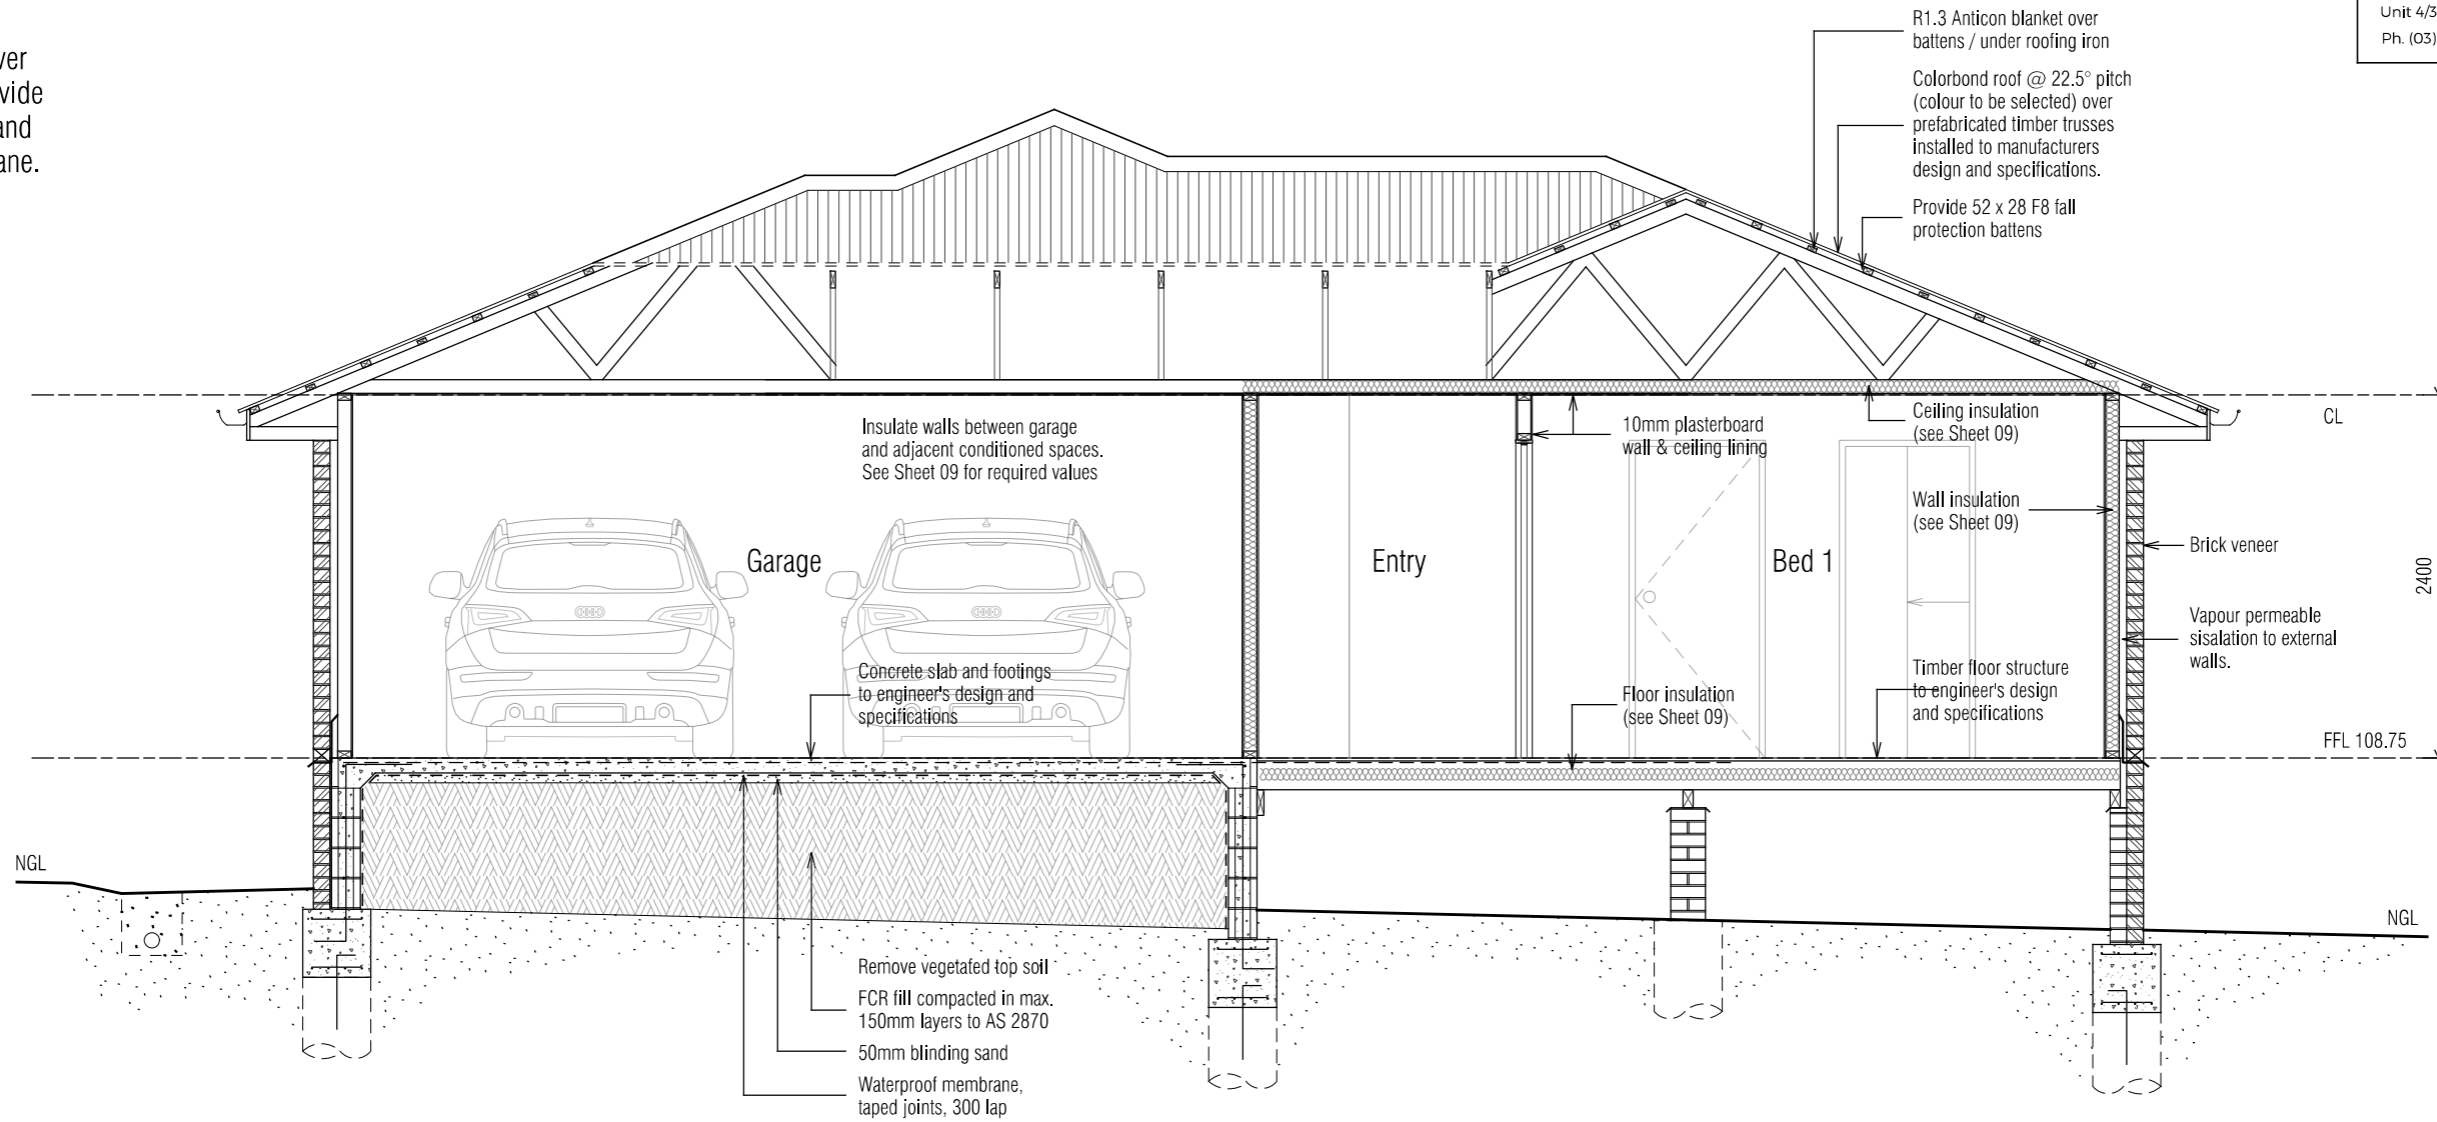 ver
vide
and
ane.
Unit 4/3
Ph. (03)
R1.3 Anticon blanket over
battens / under roofing iron
Colorbond roof @ 22.5° pitch
(colour to be selected) over
prefabricated timber trusses
installed to manufacturers
design and specifications.
Provide 52 x 28 F8 fall
protection battens
Insulate walls between garage
and adjacent conditioned spaces.
See Sheet 09 for required values
10mm plasterboard
wall & ceiling lining
Ceiling insulation
(see Sheet 09)
CL
Wall insulation
(see Sheet 09)
Brick veneer
2400
Garage
Entry
Bed 1
Vapour permeable
sisalation to external
walls.
Concrete slab and footings
to engineer's design and
specifications
Floor insulation
(see Sheet 09)
Timber floor structure
to engineer's design
and specifications
FFL 108.75
NGL
NGL
Remove vegetafed top soil
FCR fill compacted in max.
150mm layers to AS 2870
50mm blinding sand
Waterproof membrane,
taped joints, 300 lap